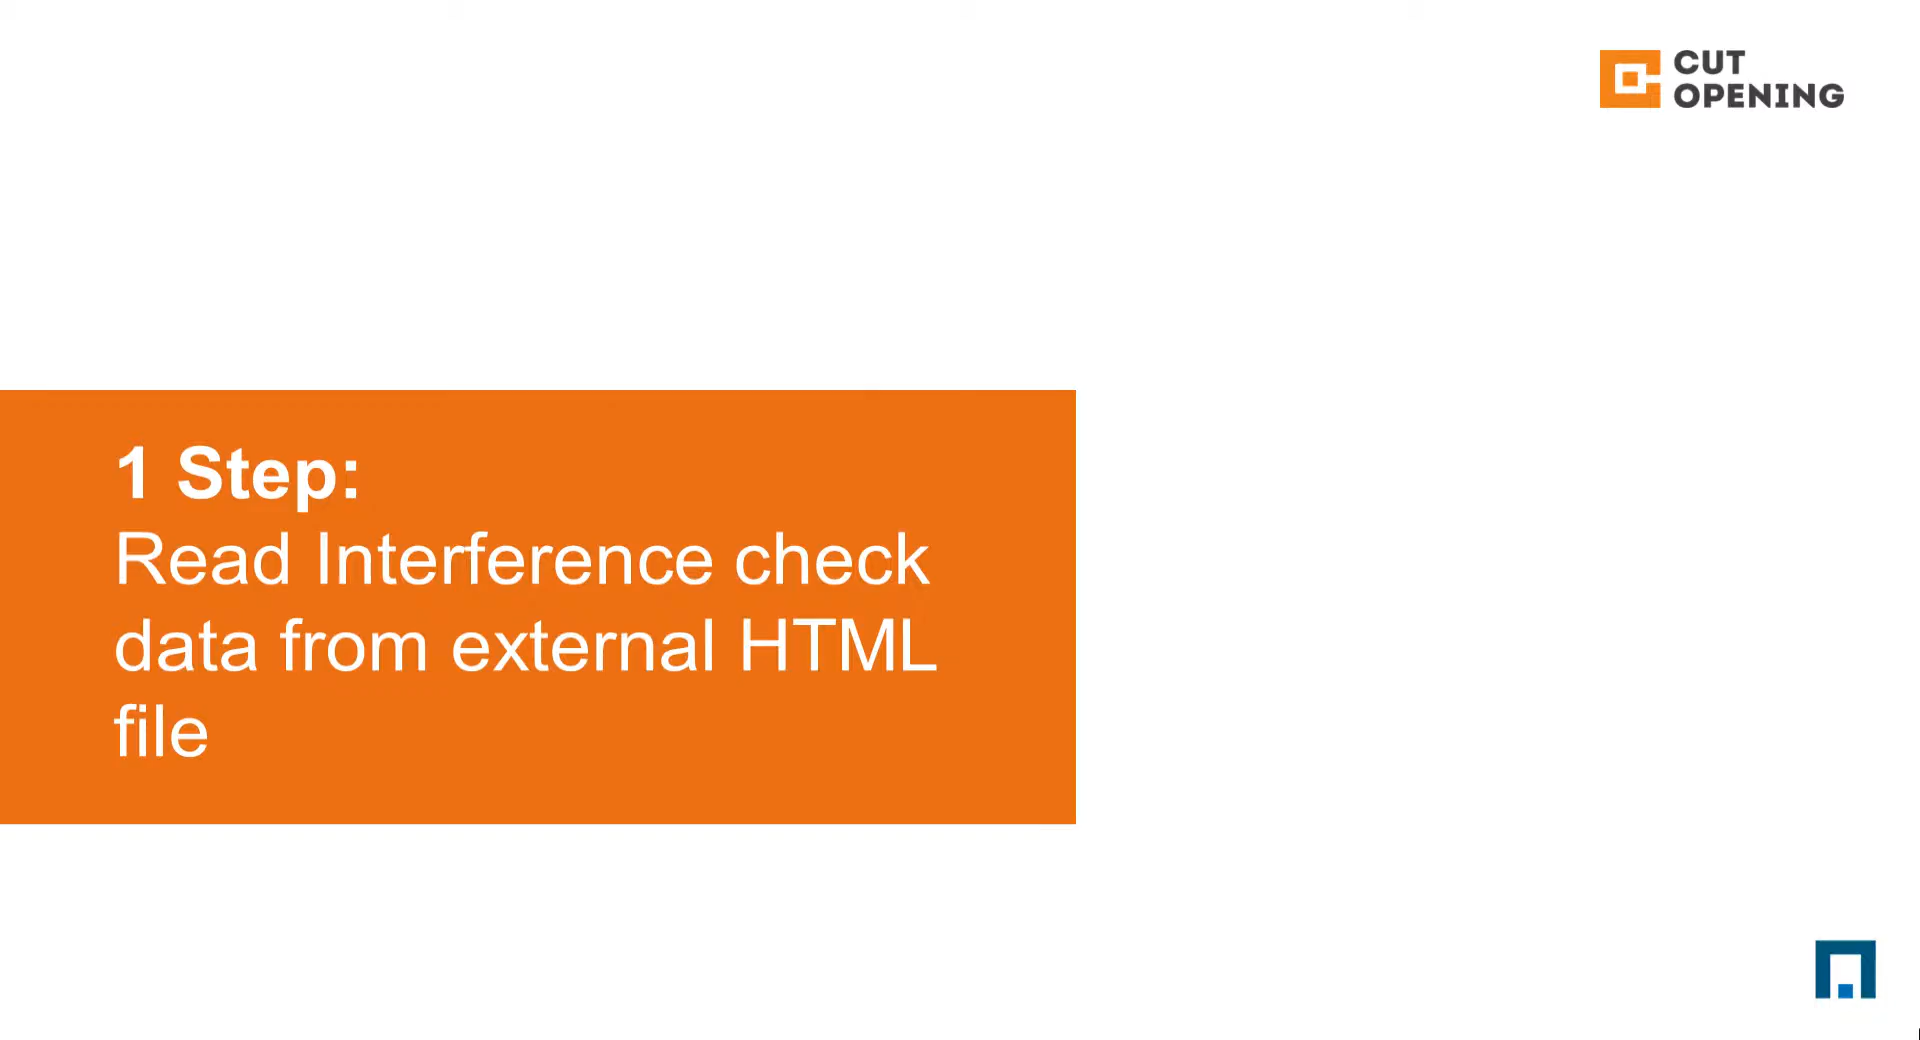 CUT
OPENING
1 Step:
Read Interference check
data from external HTML
file